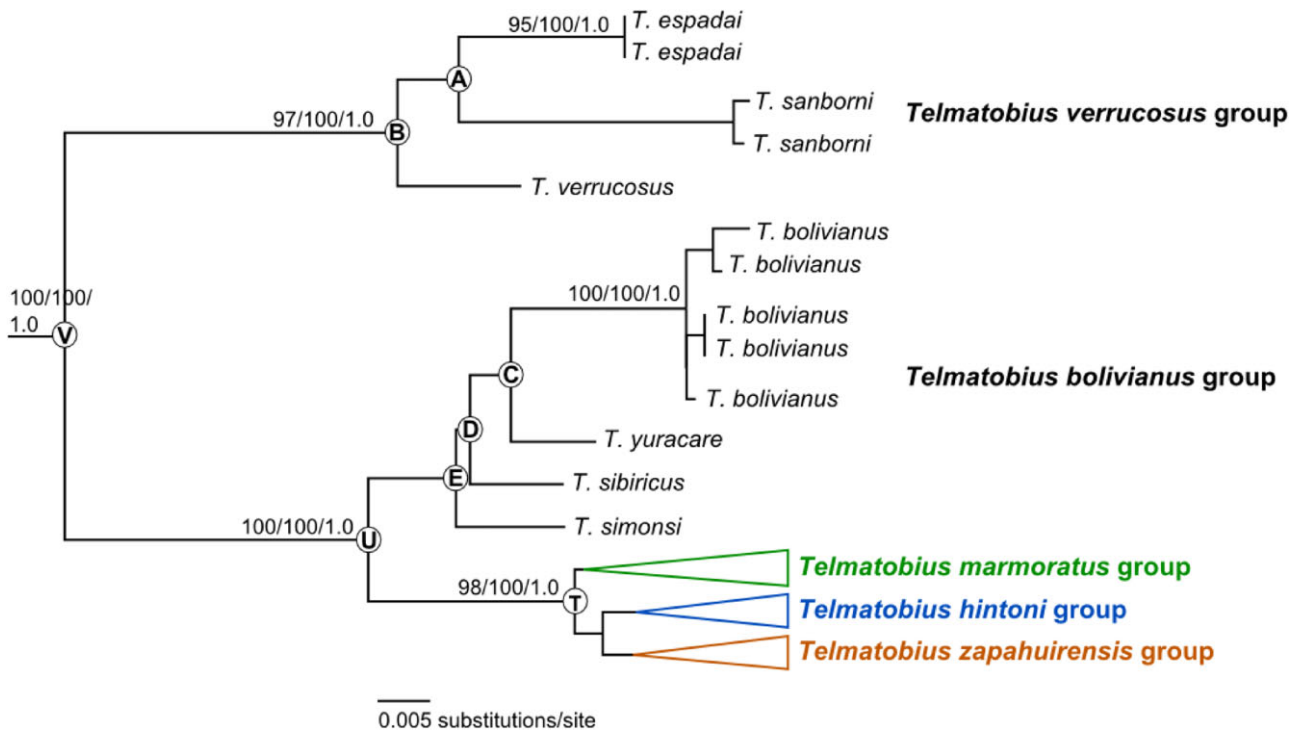 95/100/1.0
T. espadai
T. espadai
A
T. sanborni
Telmatobius verrucosus group
97/100/1.0
B
T. sanborni
T. verrucosus
T. bolivianus
T. bolivianus
100/100/
1.0
V
100/100/1.0
T. bolivianus
T. bolivianus
C
Telmatobius bolivianus group
T. bolivianus
D
T. yuracare
E
T. sibiricus
100/100/1.0
U
T. simonsi
Telmatobius marmoratus group
98/100/1.0
T
Telmatobius hintoni group
Telmatobius zapahuirensis group
0.005 substitutions/site